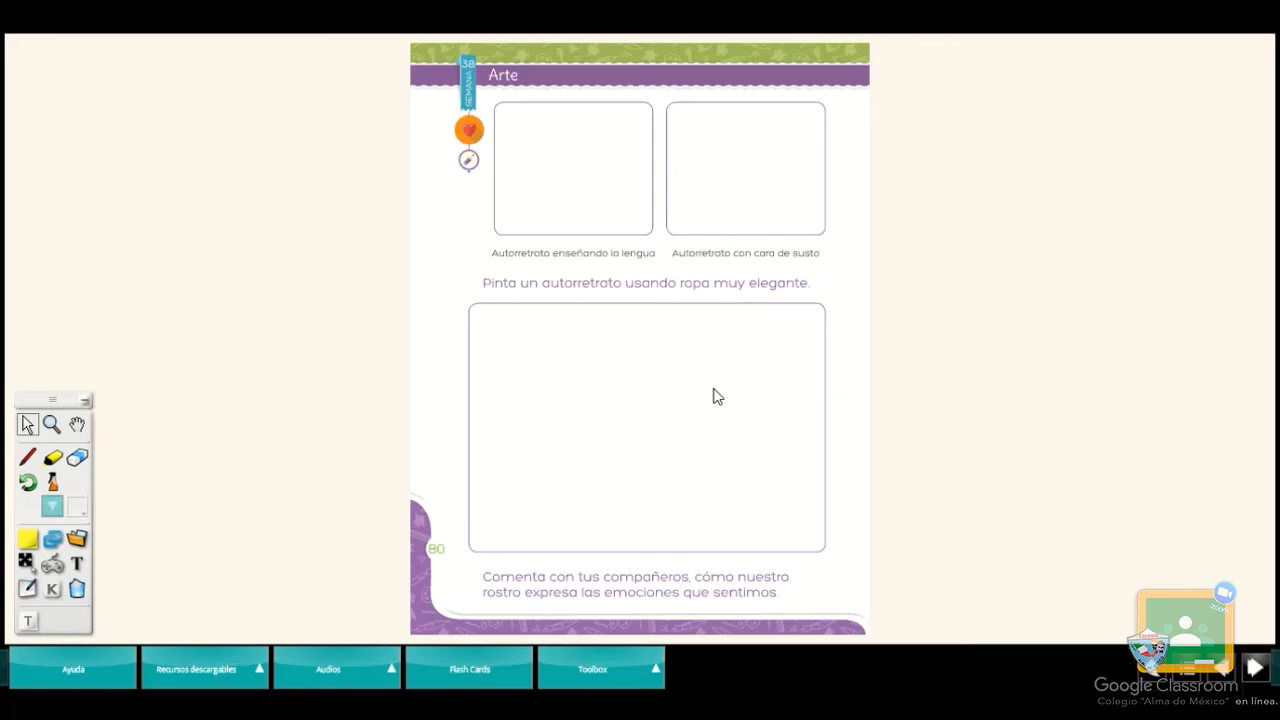 38
SEMANA
Arte
Autorretrato enseñando la lengua
Autorretrato con cara de susto
Pinta un autorretrato usando ropa muy elegante.
80
Comenta con tus compañeros, cómo nuestro
rostro expresa las emociones que sentimos.
T
K
T
Ayuda
Recursos descargables
Audios
Flash Cards
Toolbox
zoom
COLEGIO
Google Classroom
Colegio "Alma de México" en línea.